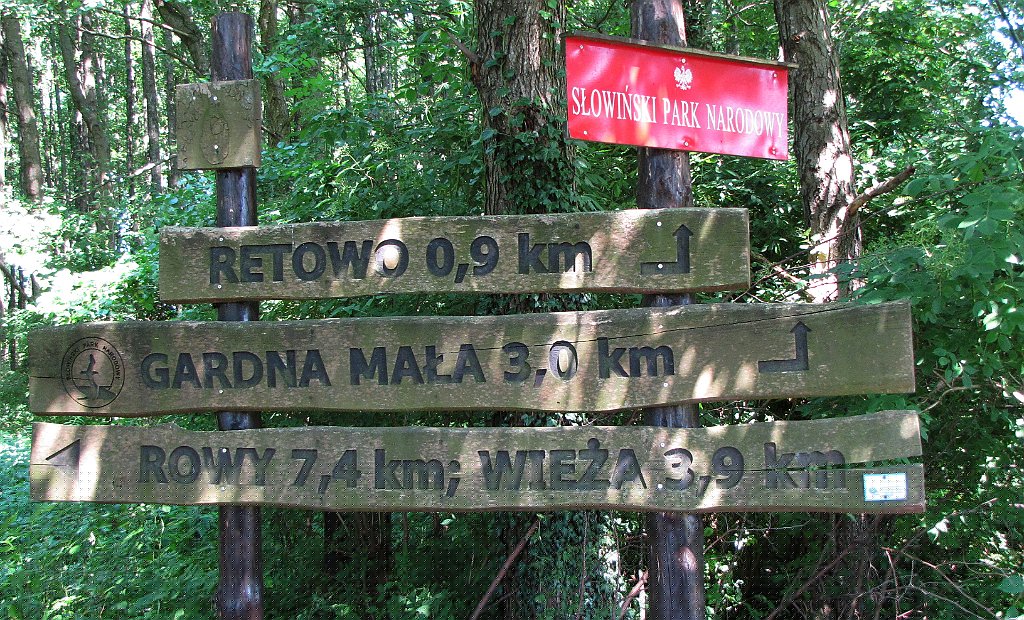 SŁOWIŃSKI PARK NARODOWY
RETOWO 0,9 km
GARDNA MAŁA 3,0 km
ROWY 7,4 km; WIEŻA 3,9 km